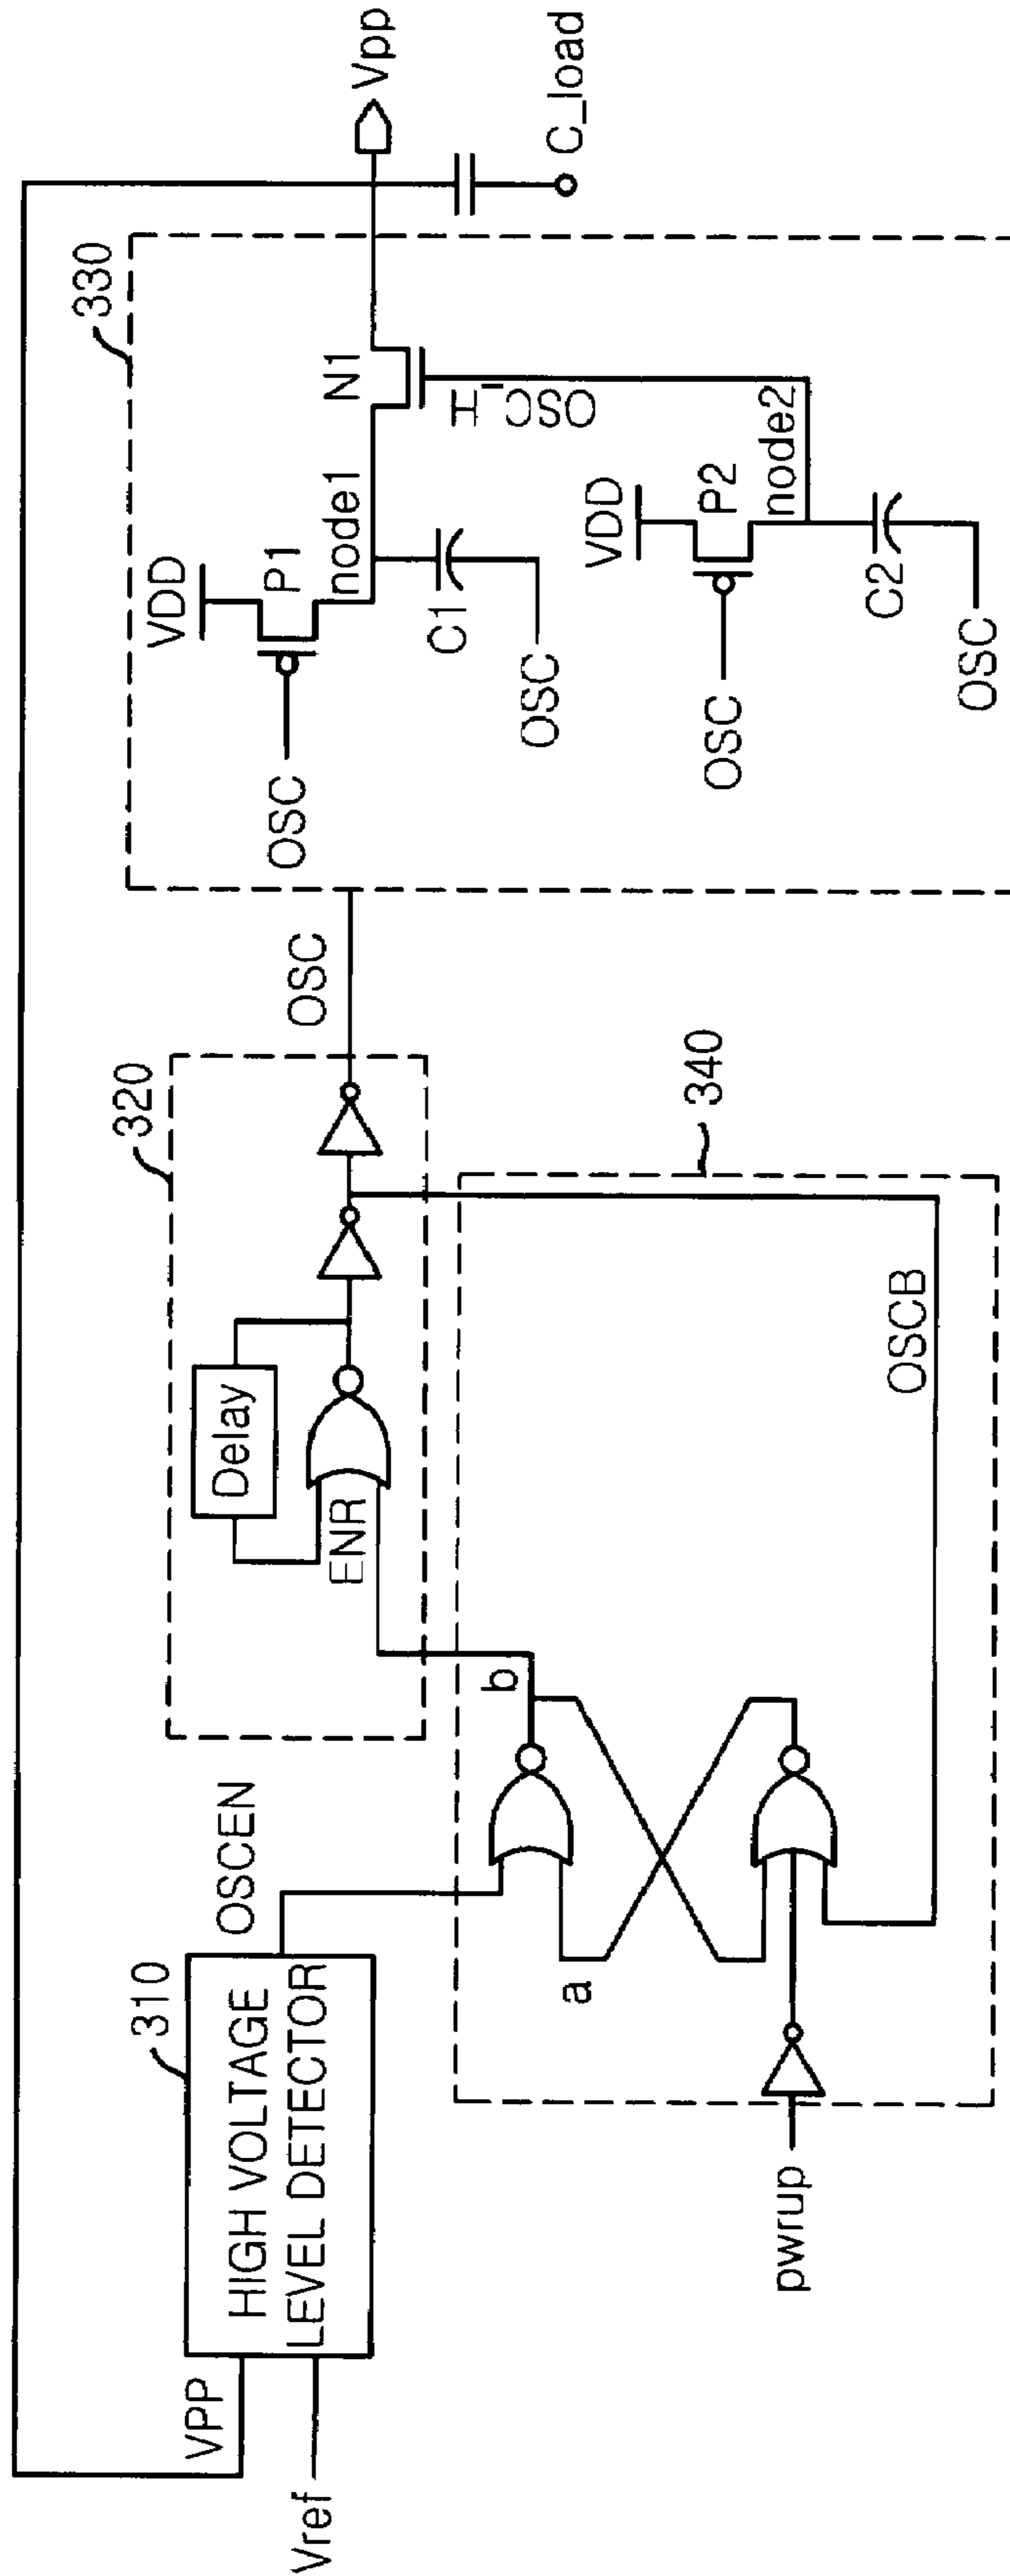 Vref
VPP
310
HIGH VOLTAGE
LEVEL DETECTOR
OSCEN
pwrup
a
b
340
OSCB
320
Delay
ENR
OSC
330
VDD
P1
OSC
node1
C1
OSC
N1
OSC_H
VDD
P2
OSC
node2
C2
OSC
Vpp
C_load